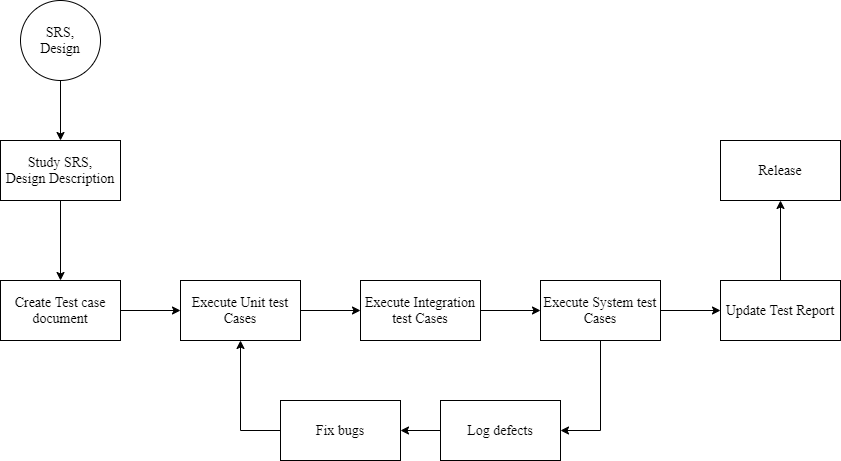 SRS,
Design
Study SRS,
Design Description
Release
Create Test case
document
Execute Unit test
Cases
Execute Integration
test Cases
Execute System test
Cases
Update Test Report
Fix bugs
Log defects